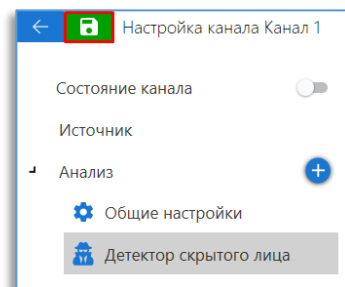 Настройка канала Канал 1
Состояние канала
Источник
Анализ
Общие настройки
Детектор скрытого лица